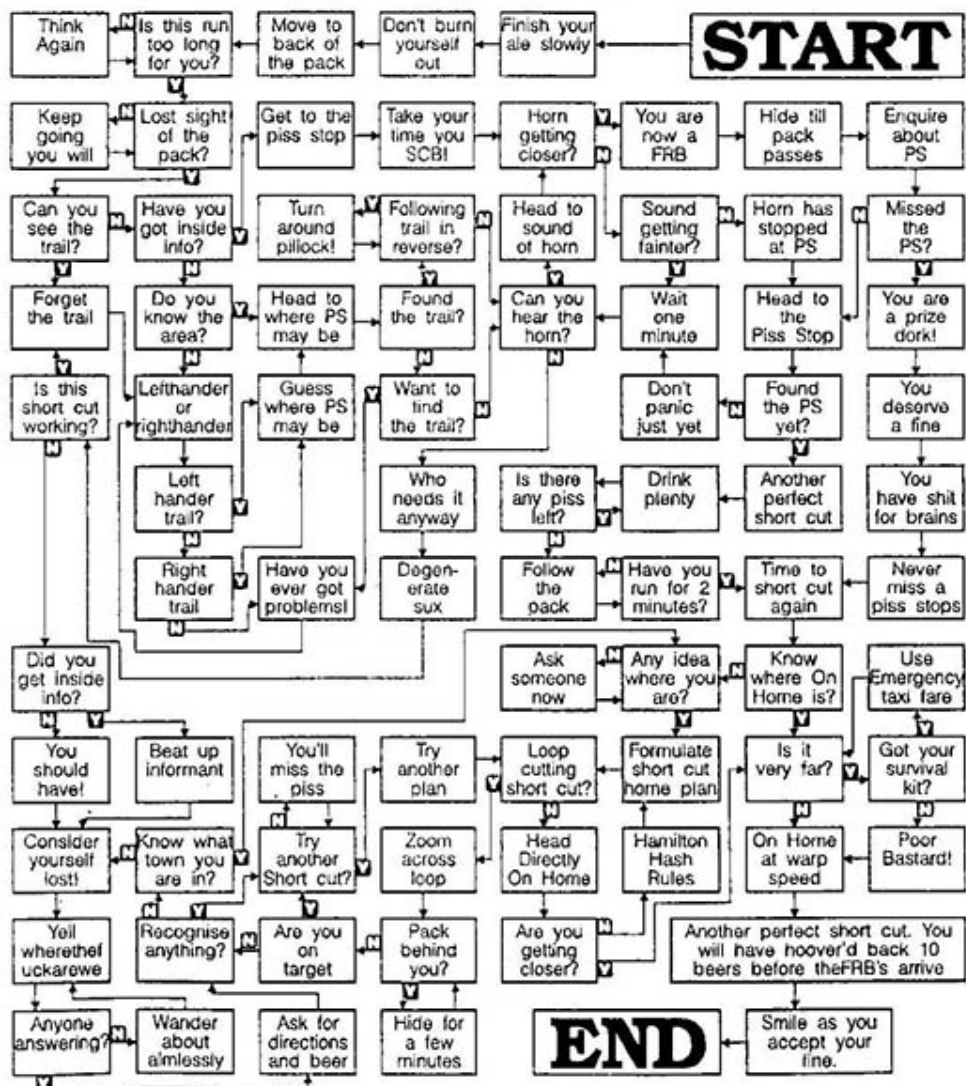 START
Finish your
ale slowly
Don't burn
yourself
out
Move to
back of
the pack
Is this run
too long
for you?
Think
Again
N
Y
Keep
going
you will
N
Lost sight
of the
pack?
Y
Get to the
piss stop
Take your
time you
SCB!
Horn
getting
closer?
Y
N
You are
now a
FRB
Hide till
pack
passes
Enquire
about
PS
Can you
see the
trail?
N
Y
Have you
got inside
info?
Y
N
Turn
around
pillock!
Y
Following
trail in
reverse?
N
Head to
sound
of horn
Y
Sound
getting
fainter?
N
Y
Horn has
stopped
at PS
N
Missed
the
PS?
Y
Forget
the trail
Do you
know the
area?
Y
N
Head to
where PS
may be
Y
Found
the trail?
N
Can you
hear the
horn?
N
Wait
one
minute
Head to
the
Piss Stop
You are
a prize
dork!
Y
Is this
short cut
working?
N
Lefthander
or
righthander
Guess
where PS
may be
Y
Want to
find
the trail?
N
Don't
panic
just yet
N
Found
the PS
yet?
Y
You
deserve
a fine
Left
hander
trail?
Y
N
Who
needs it
anyway
Is there
any piss
left?
Y
N
Drink
plenty
Another
perfect
short cut
You
have shit
for brains
Right
hander
trail
Y
N
Have you
ever got
problems!
Degen-
erate
sux
Follow
the
pack
N
Have you
run for 2
minutes?
Y
Time to
short cut
again
Never
miss a
piss stops
Did you
get inside
info?
N
Y
Ask
someone
now
N
Any idea
where you
are?
Y
N
Know
where On
Home is?
Y
Use
Emergency
taxi fare
Y
You
should
have!
Beat up
informant
You'll
miss the
piss
N
Try
another
plan
Loop
cutting
short cut?
Y
N
Formulate
short cut
home plan
Is it
very far?
Y
N
Got your
survival
kit?
N
Consider
yourself
lost!
N
Know what
town you
are in?
Y
Try
another
Short cut?
Y
Zoom
across
loop
Head
Directly
On Home
Hamilton
Hash
Rules
On Home
at warp
speed
Poor
Bastard!
Yell
wherethef
uckarewe
N
Y
Recognise
anything?
N
Y
Are you
on
target
N
Pack
behind
you?
Y
Are you
getting
closer?
N
Y
Another perfect short cut. You
will have hoover'd back 10
beers before theFRB's arrive
Anyone
answering?
N
Y
Wander
about
aimlessly
Ask for
directions
and beer
Hide for
a few
minutes
END
Smile as you
accept your
fine.